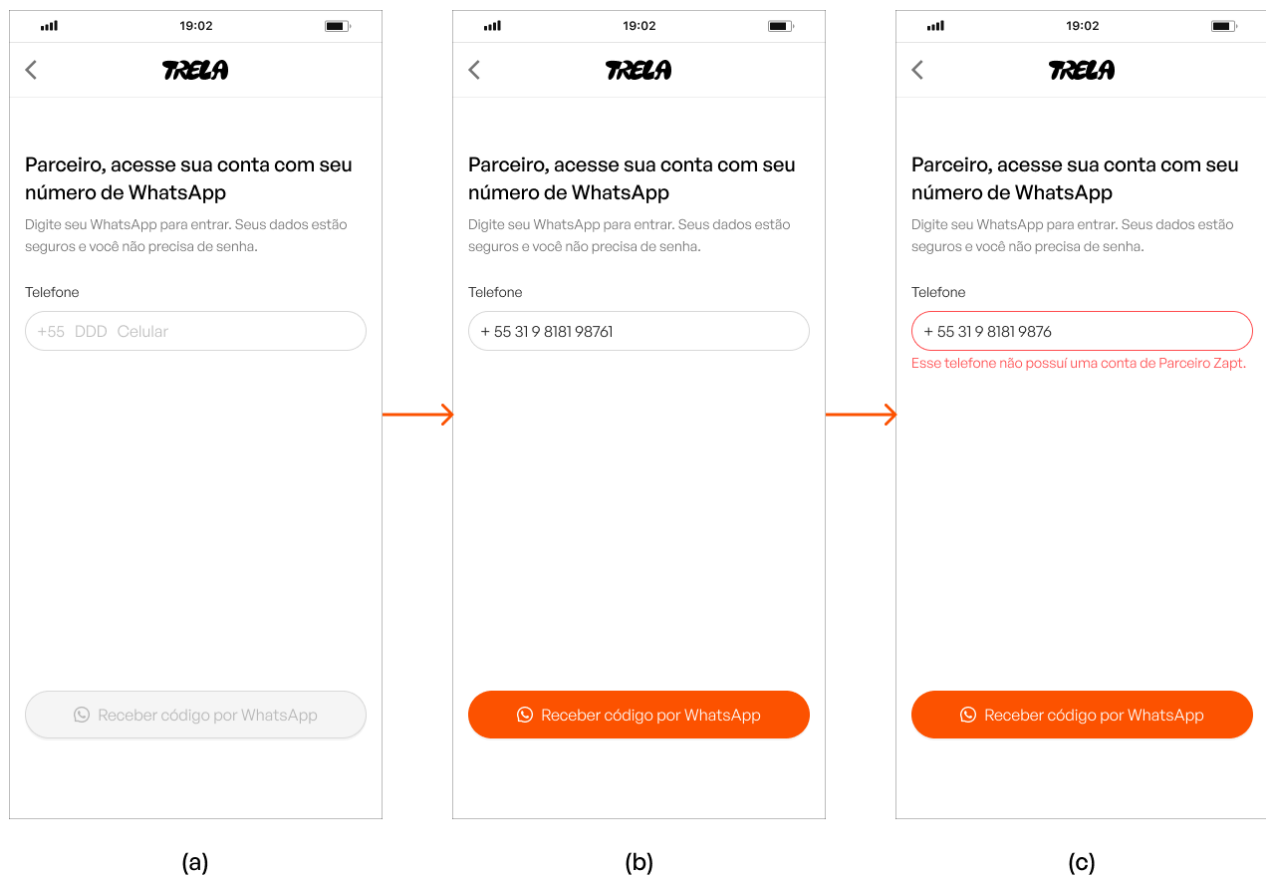 19:02
TRELA
Parceiro, acesse sua conta com seu
número de WhatsApp
Digite seu WhatsApp para entrar. Seus dados estão
seguros e você não precisa de senha.
Telefone
+55 DDD Celular
Receber código por WhatsApp
(a)
19:02
TRELA
Parceiro, acesse sua conta com seu
número de WhatsApp
Digite seu WhatsApp para entrar. Seus dados estão
seguros e você não precisa de senha.
Telefone
+ 55 31 9 8181 98761
Receber código por WhatsApp
(b)
19:02
TRELA
Parceiro, acesse sua conta com seu
número de WhatsApp
Digite seu WhatsApp para entrar. Seus dados estão
seguros e você não precisa de senha.
Telefone
+ 55 31 9 8181 9876
Esse telefone não possuí uma conta de Parceiro Zapt.
Receber código por WhatsApp
(c)